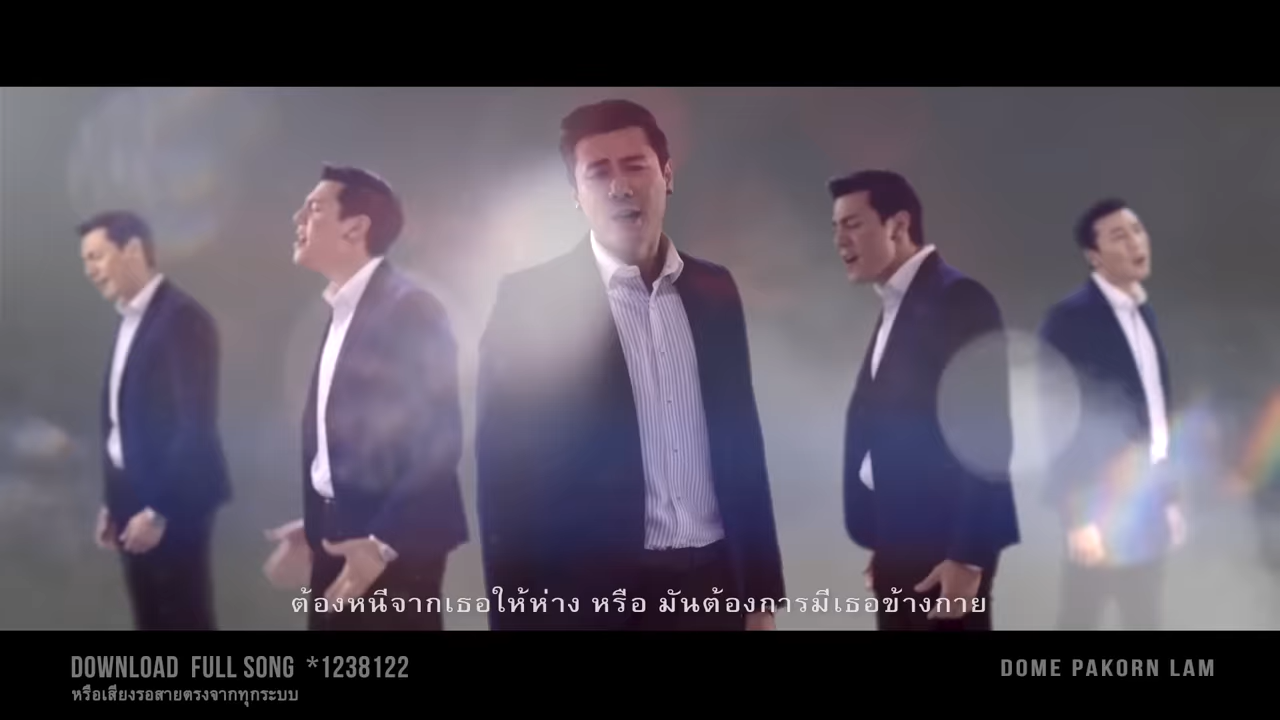 ต้องหนีจากเธอให้ห่าง หรือ มันต้องการมีเธอข้างกาย
DOWNLOAD FULL SONG *1238122
หรือเสียงรอสายตรงจากทุกระบบ
DOME PAKORN LAM